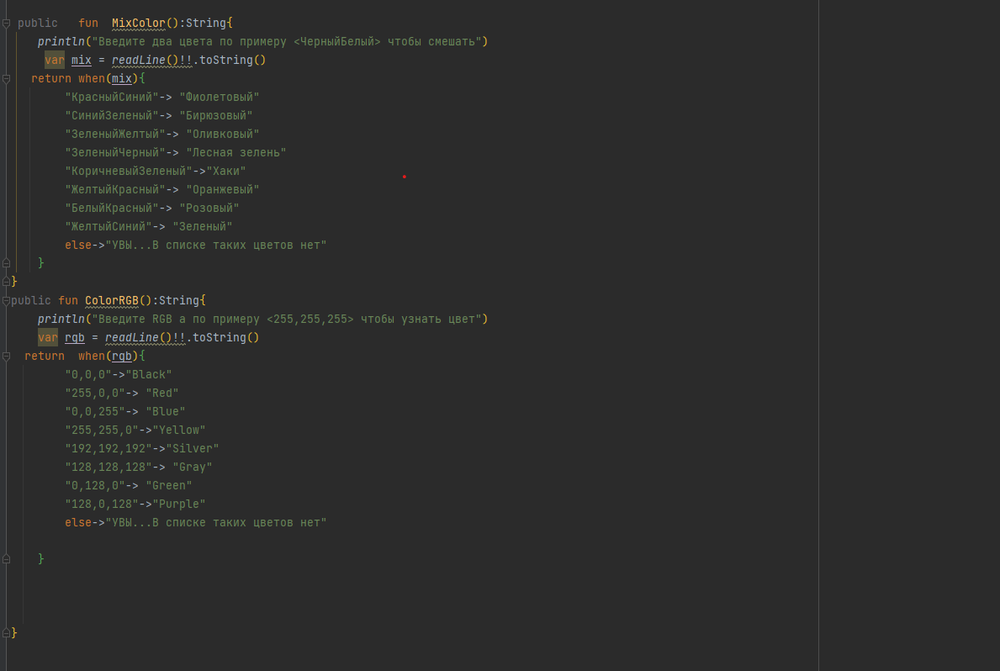 public   fun  MixColor():String{
println("Введите два цвета по примеру <ЧерныйБелый> чтобы смешать")
var mix = readLine()!!.toString()
return when(mix){
"КрасныйСиний"-> "Фиолетовый"
"СинийЗеленый"-> "Бирюзовый"
"ЗеленыйЖелтый"-> "Оливковый"
"ЗеленыйЧерный"-> "Лесная зелень"
"КоричневыйЗеленый"->"Хаки"
"ЖелтыйКрасный"-> "Оранжевый"
"БелыйКрасный"-> "Розовый"
"ЖелтыйСиний"-> "Зеленый"
else->"УВЫ...В списке таких цветов нет"
}
}
public fun ColorRGB():String{
println("Введите RGB а по примеру <255,255,255> чтобы узнать цвет")
var rgb = readLine()!!.toString()
return  when(rgb){
"0,0,0"->"Black"
"255,0,0"-> "Red"
"0,0,255"-> "Blue"
"255,255,0"->"Yellow"
"192,192,192"->"Silver"
"128,128,128"-> "Gray"
"0,128,0"-> "Green"
"128,0,128"->"Purple"
else->"УВЫ...В списке таких цветов нет"
}
}